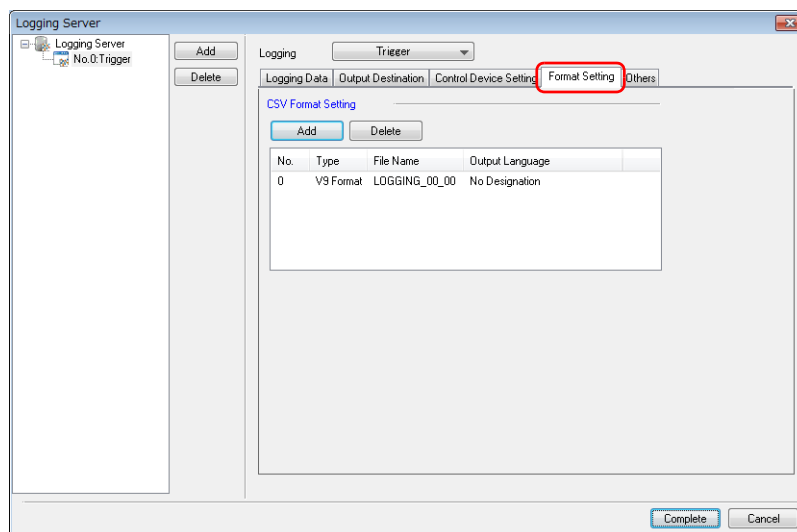 Logging Server
Logging Server
No.0:Trigger
Add
Delete
Logging
Trigger
Logging Data
Output Destination
Control Device Setting
Format Setting
Others
CSV Format Setting
Add
Delete
No. Type File Name Output Language
0 V9 Format LOGGING_00_00 No Designation
Complete
Cancel